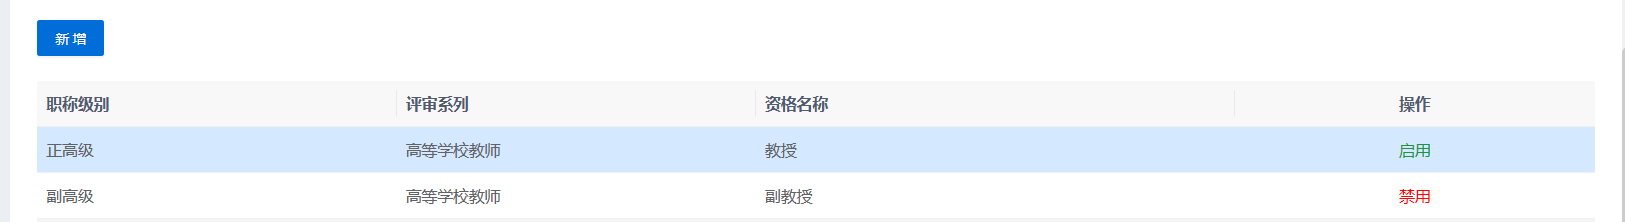 新增
职称级别 评审系列 资格名称 操作
正高级 高等学校教师 教授 启用
副高级 高等学校教师 副教授 禁用